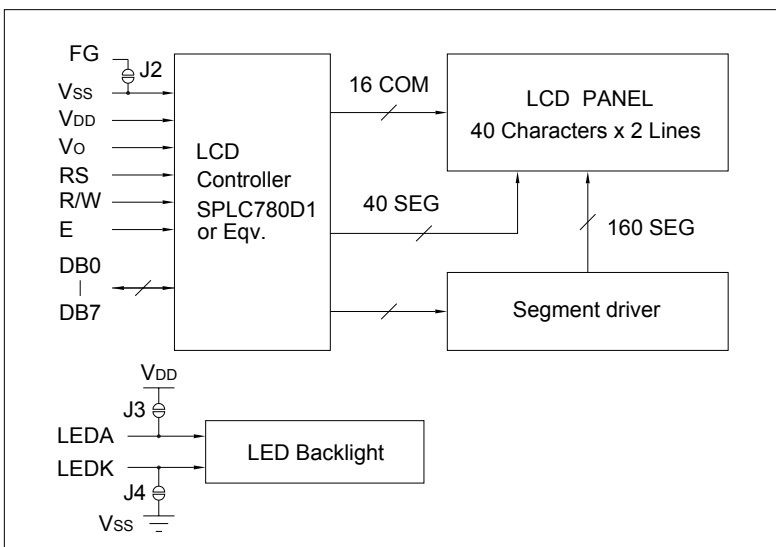 FG
J2
VSS
VDD
VO
RS
R/W
E
DB0
|
DB7
LCD
Controller
SPLC780D1
or Eqv.
16 COM
40 SEG
LCD PANEL
40 Characters x 2 Lines
160 SEG
Segment driver
VDD
J3
LEDA
LEDK
J4
VSS
LED Backlight